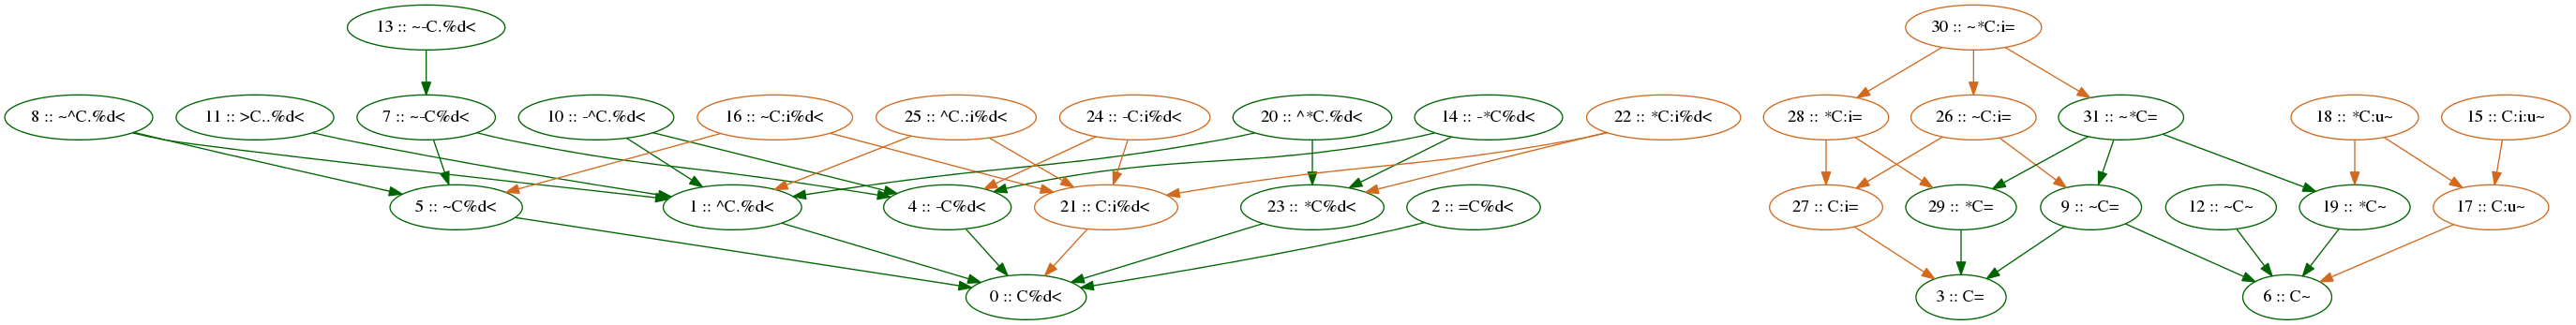 13 :: ~-C.%d<
30 :: ~*C:i=
8 :: ~^C.%d<
11 :: >C..%d<
7 :: ~-C%d<
10 :: -^C.%d<
16 :: ~C:i%d<
25 :: ^C.:i%d<
24 :: -C:i%d<
20 :: ^*C.%d<
14 :: -*C%d<
22 :: *C:i%d<
28 :: *C:i=
26 :: ~C:i=
31 :: ~*C=
18 :: *C:u~
15 :: C:i:u~
5 :: ~C%d<
1 :: ^C.%d<
4 :: -C%d<
21 :: C:i%d<
23 :: *C%d<
2 :: =C%d<
27 :: C:i=
29 :: *C=
9 :: ~C=
12 :: ~C~
19 :: *C~
17 :: C:u~
0 :: C%d<
3 :: C=
6 :: C~